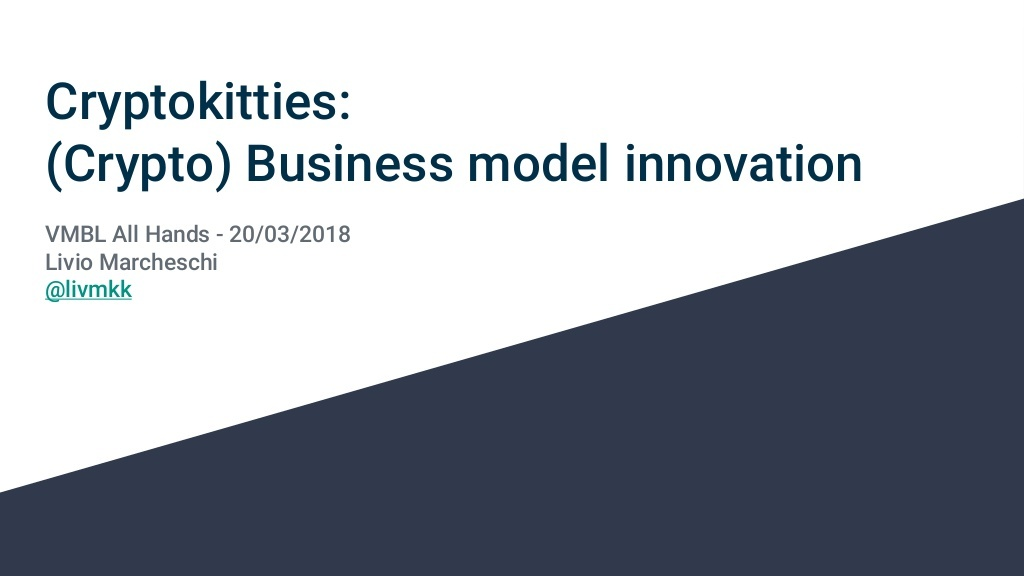 Cryptokitties:
(Crypto) Business model innovation
VMBL All Hands - 20/03/2018
Livio Marcheschi
@livmkk